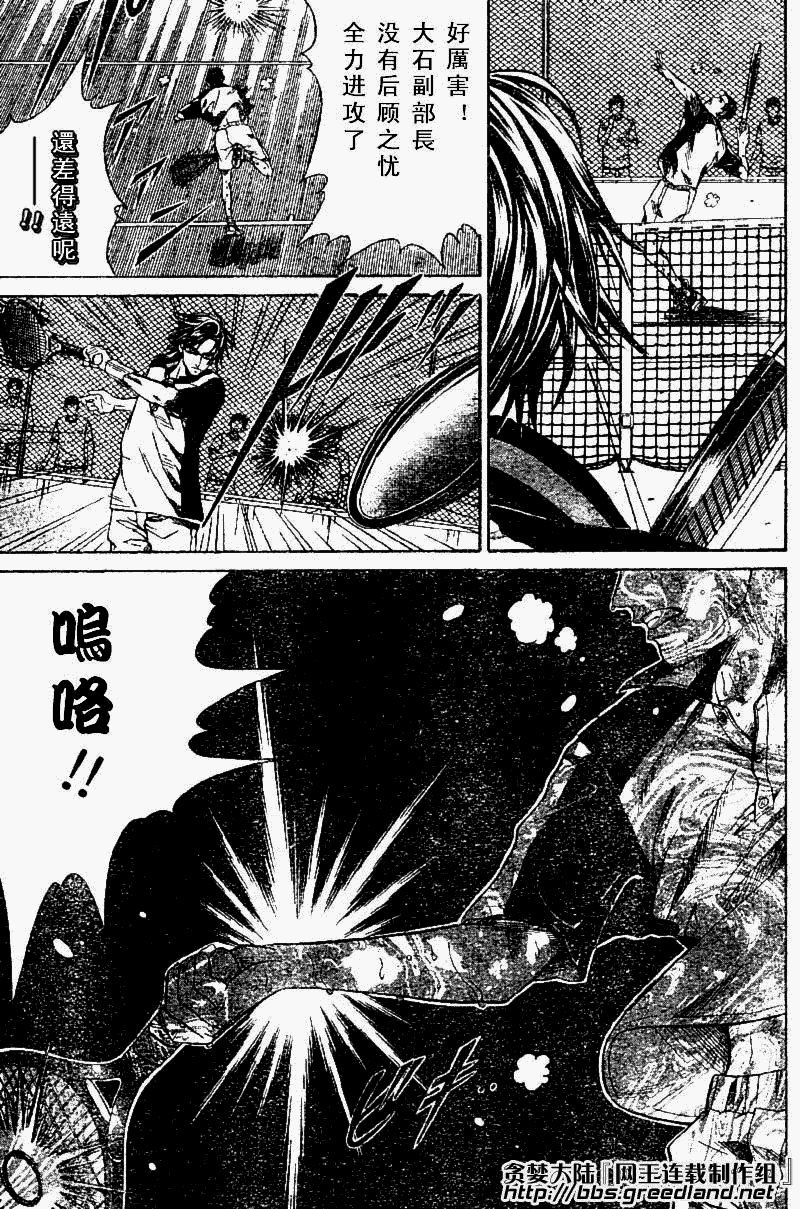 好厲害！
大石副部長
没有后顾之忧
全力进攻了
還差得遠呢
——!!
嗚咯
!!
ビキ..
贪婪大陆『网王连载制作组』
http://bbs.greedland.net